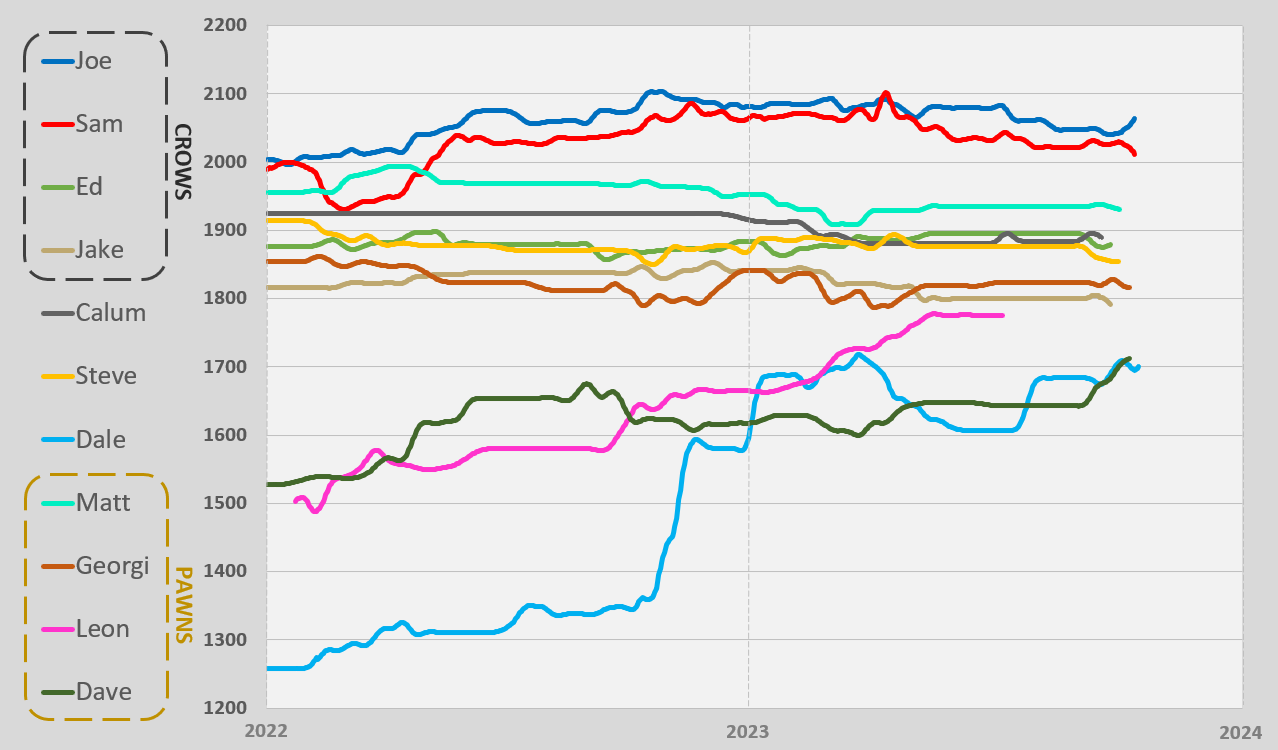 Joe
Sam
Ed
Jake
CROWS
Calum
Steve
Dale
Matt
Georgi
Leon
Dave
PAWNS
2200
2100
2000
1900
1800
1700
1600
1500
1400
1300
1200
2022
2023
2024